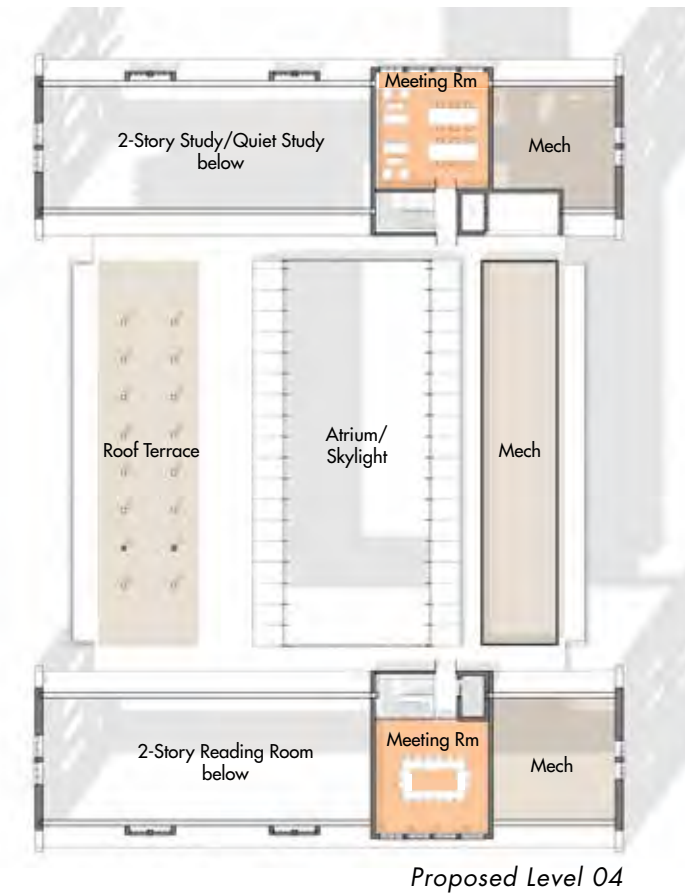 Meeting Rm
2-Story Study/Quiet Study
below
Mech
Roof Terrace
Atrium/
Skylight
Mech
2-Story Reading Room
below
Meeting Rm
Mech
Proposed Level 04